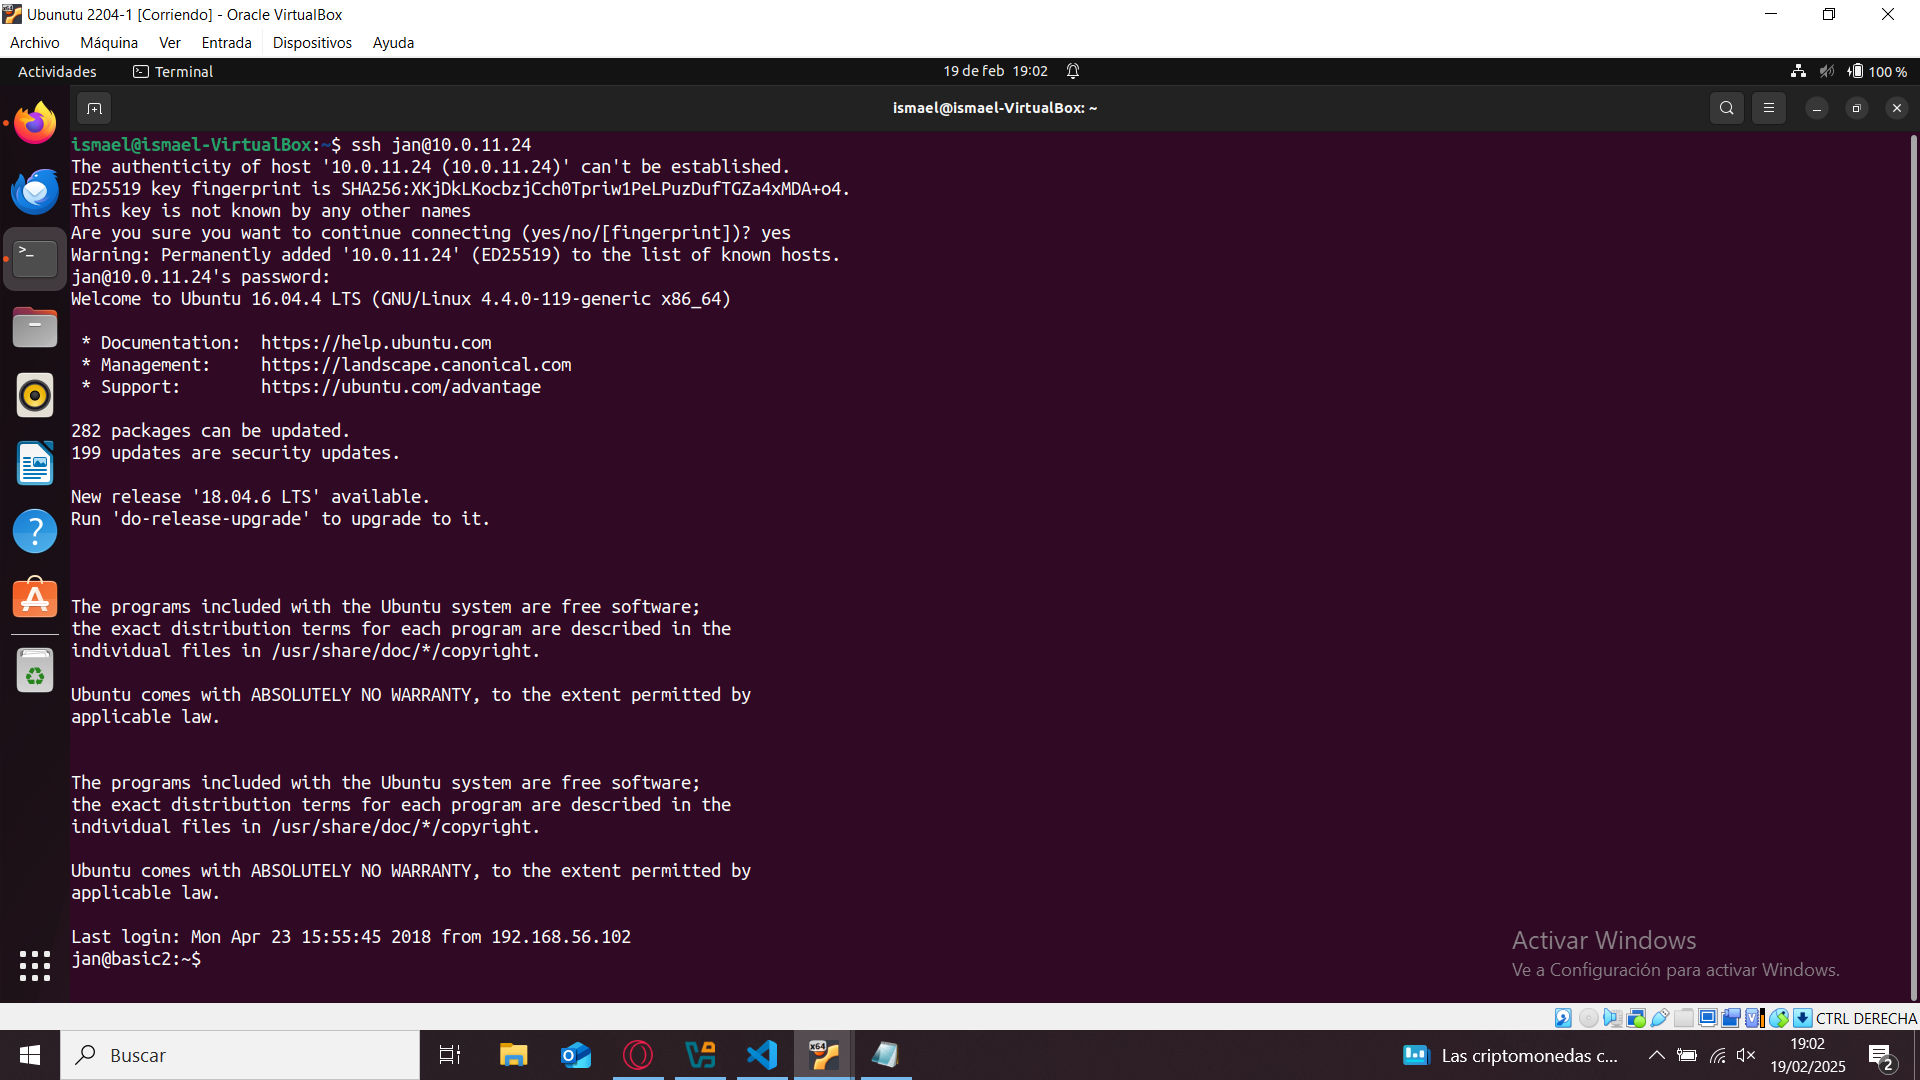 Ubunutu 2204-1 [Corriendo] - Oracle VirtualBox
Archivo Máquina Ver Entrada Dispositivos Ayuda
Actividades Terminal 19 de feb 19:02 100 %
ismael@ismael-VirtualBox: ~
ismael@ismael-VirtualBox:~$ ssh jan@10.0.11.24
The authenticity of host '10.0.11.24 (10.0.11.24)' can't be established.
ED25519 key fingerprint is SHA256:XKjDkLKocbzjCch0Tpriw1PeLPuzDufTGZa4xMDA+o4.
This key is not known by any other names
Are you sure you want to continue connecting (yes/no/[fingerprint])? yes
Warning: Permanently added '10.0.11.24' (ED25519) to the list of known hosts.
jan@10.0.11.24's password:
Welcome to Ubuntu 16.04.4 LTS (GNU/Linux 4.4.0-119-generic x86_64)
* Documentation: https://help.ubuntu.com
* Management: https://landscape.canonical.com
* Support: https://ubuntu.com/advantage
282 packages can be updated.
199 updates are security updates.
New release '18.04.6 LTS' available.
Run 'do-release-upgrade' to upgrade to it.
The programs included with the Ubuntu system are free software;
the exact distribution terms for each program are described in the
individual files in /usr/share/doc/*/copyright.
Ubuntu comes with ABSOLUTELY NO WARRANTY, to the extent permitted by
applicable law.
The programs included with the Ubuntu system are free software;
the exact distribution terms for each program are described in the
individual files in /usr/share/doc/*/copyright.
Ubuntu comes with ABSOLUTELY NO WARRANTY, to the extent permitted by
applicable law.
Last login: Mon Apr 23 15:55:45 2018 from 192.168.56.102
jan@basic2:~$
Activar Windows
Ve a Configuración para activar Windows.
CTRL DERECHA
Buscar
x64
Las criptomonedas c...
19:02
19/02/2025
2